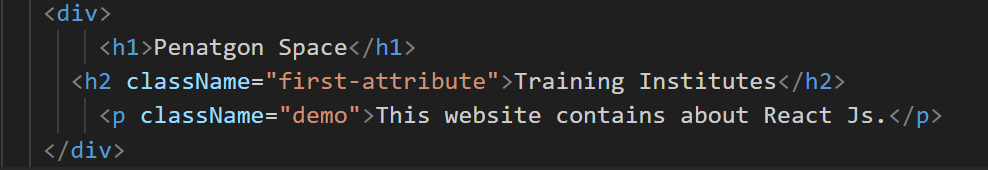 <div>
<h1>Penatgon Space</h1>
<h2 className="first-attribute">Training Institutes</h2>
<p className="demo">This website contains about React Js.</p>
</div>